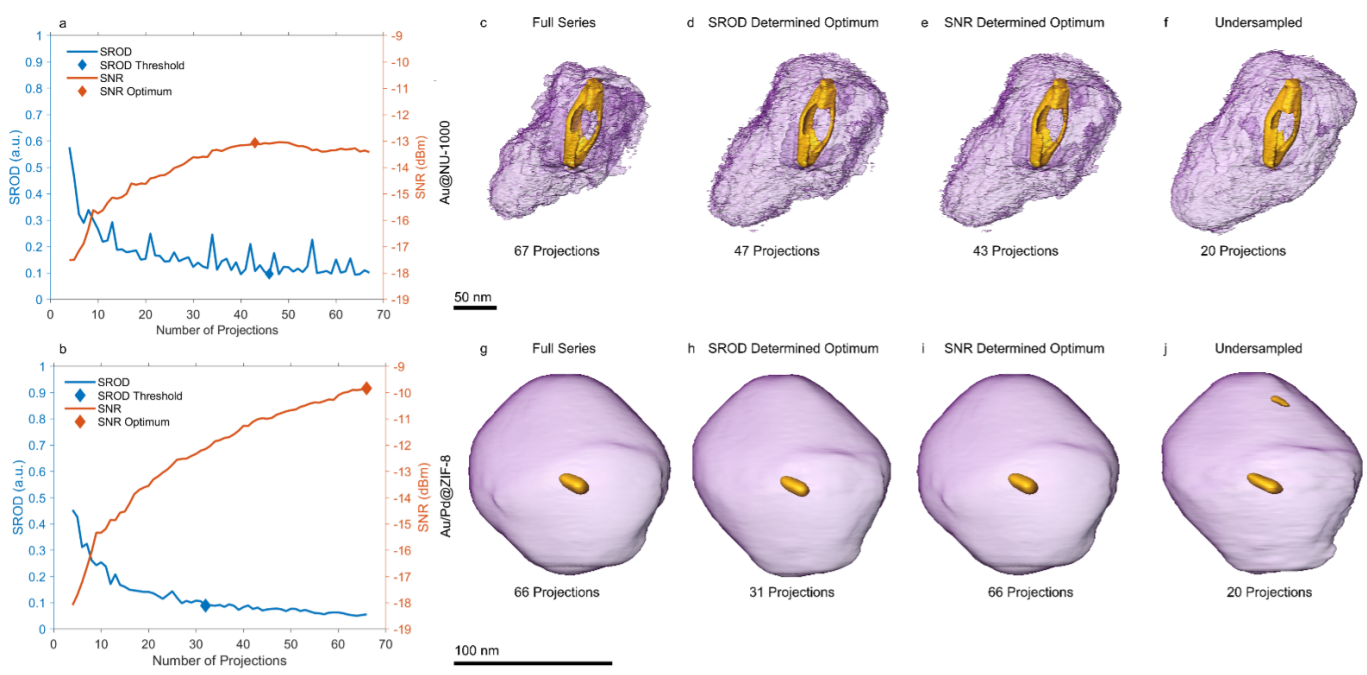 a
SROD
SROD Threshold
SNR
SNR Optimum
1
0.9
0.8
0.7
0.6
0.5
0.4
0.3
0.2
0.1
0
SROD (a.u.)
-9
-10
-11
-12
-13
-14
-15
-16
-17
-18
-19
SNR (dBm)
0 10 20 30 40 50 60 70
Number of Projections
Au@NU-1000
c Full Series
d SROD Determined Optimum
e SNR Determined Optimum
f Undersampled
67 Projections
47 Projections
43 Projections
20 Projections
50 nm
b
SROD
SROD Threshold
SNR
SNR Optimum
1
0.9
0.8
0.7
0.6
0.5
0.4
0.3
0.2
0.1
0
SROD (a.u.)
-9
-10
-11
-12
-13
-14
-15
-16
-17
-18
-19
SNR (dBm)
0 10 20 30 40 50 60 70
Number of Projections
Au/Pd@ZIF-8
g Full Series
h SROD Determined Optimum
i SNR Determined Optimum
j Undersampled
66 Projections
31 Projections
66 Projections
20 Projections
100 nm